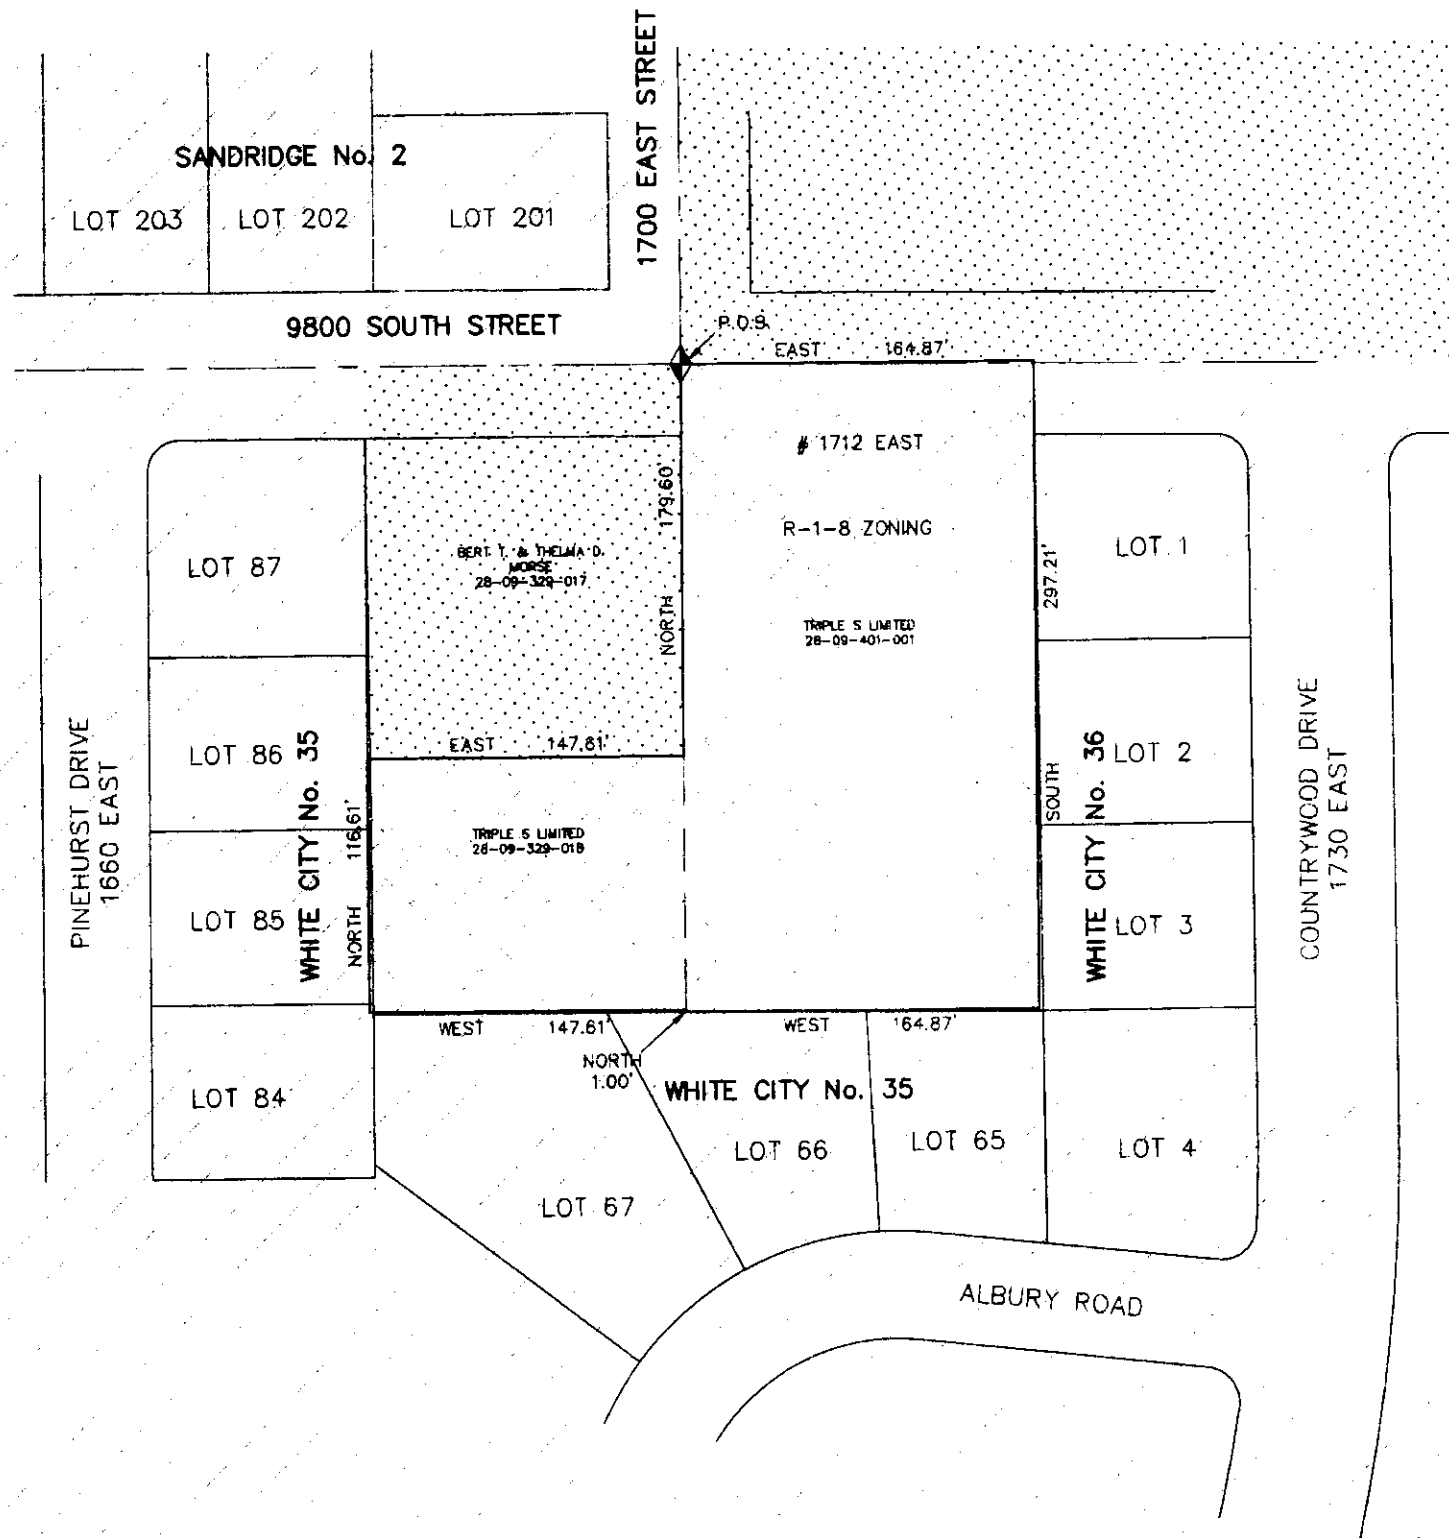 1700 EAST STREET
SANDRIDGE No. 2
LOT 203
LOT 202
LOT 201
9800 SOUTH STREET
P.O.B.
EAST 164.87'
# 1712 EAST
R-1-8 ZONING
TRIPLE S LIMITED
28-09-401-001
NORTH 179.60'
297.21'
SOUTH
BERT T. & THELMA D.
MORSE
28-09-329-017
EAST 147.61'
TRIPLE S LIMITED
28-09-329-018
NORTH 116.61'
LOT 87
LOT 86
LOT 85
LOT 84
WHITE CITY No. 35
PINEHURST DRIVE
1660 EAST
LOT 1
LOT 2
LOT 3
LOT 4
WHITE CITY No. 36
COUNTRYWOOD DRIVE
1730 EAST
WEST 147.61'
WEST 164.87'
NORTH
1.00'
WHITE CITY No. 35
LOT 66
LOT 65
LOT 67
ALBURY ROAD